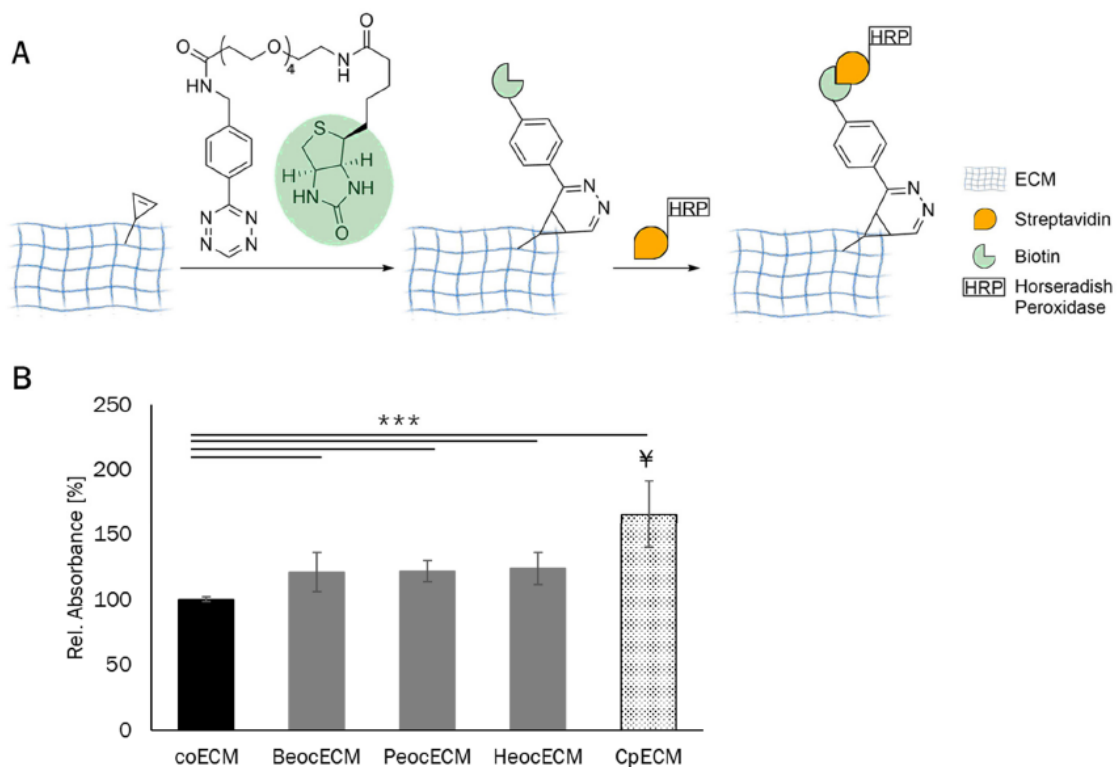 A
O
O
4
N
H
O
HN
S
H
H
HN
NH
O
N
N
N
N
HRP
N
N
HRP
N
N
ECM
Streptavidin
Biotin
HRP Horseradish
Peroxidase
B
250
200
150
100
50
0
Rel. Absorbance [%]
***
¥
coECM BeocECM PeocECM HeocECM CpECM